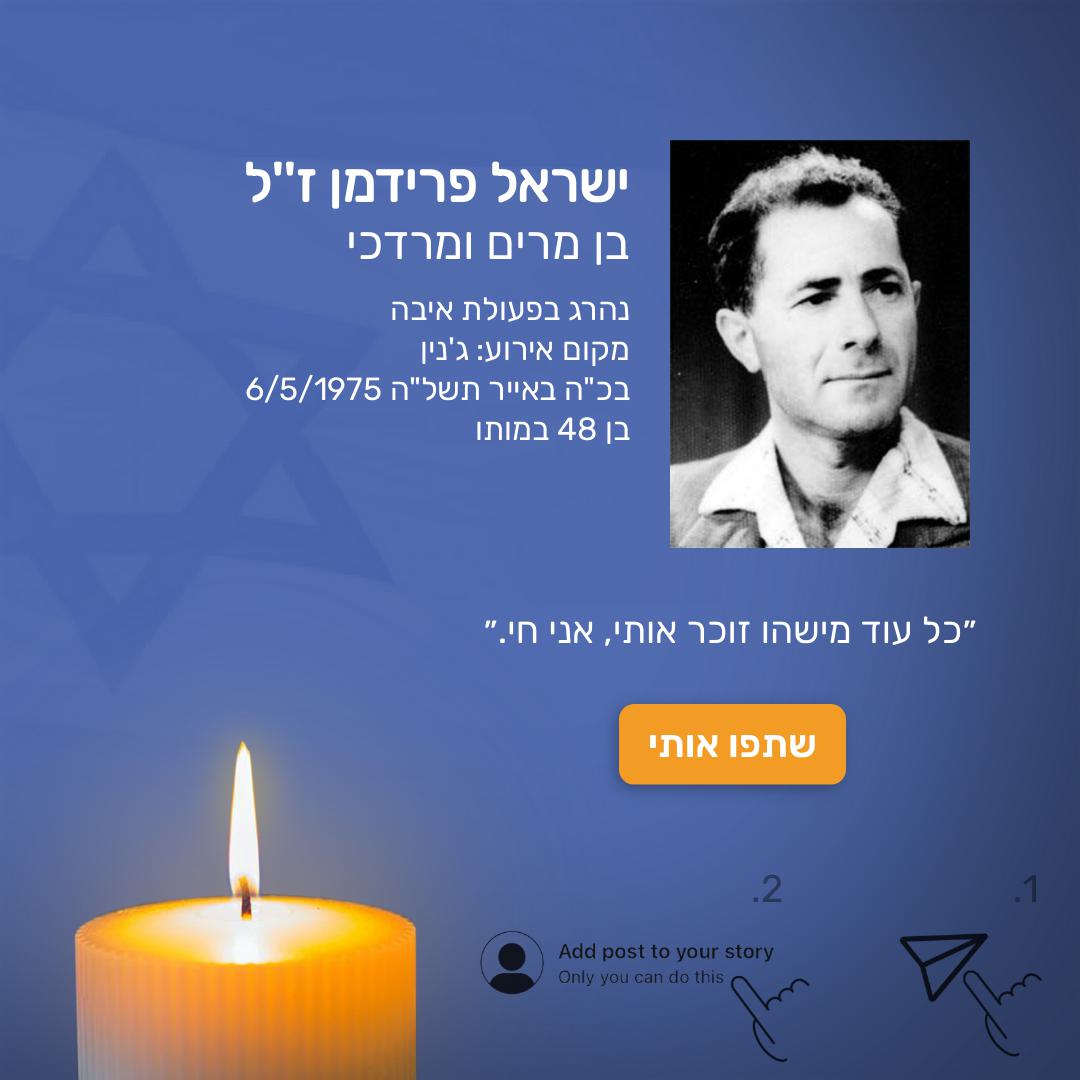 ישראל פרידמן ז"ל
בן מרים ומרדכי
נהרג בפעולת איבה
מקום אירוע: ג'נין
בכ"ה באייר תשל"ה 6/5/1975
בן 48 במותו
״כל עוד מישהו זוכר אותי, אני חי.״
שתפו אותי
1.
2.
Add post to your story
Only you can do this